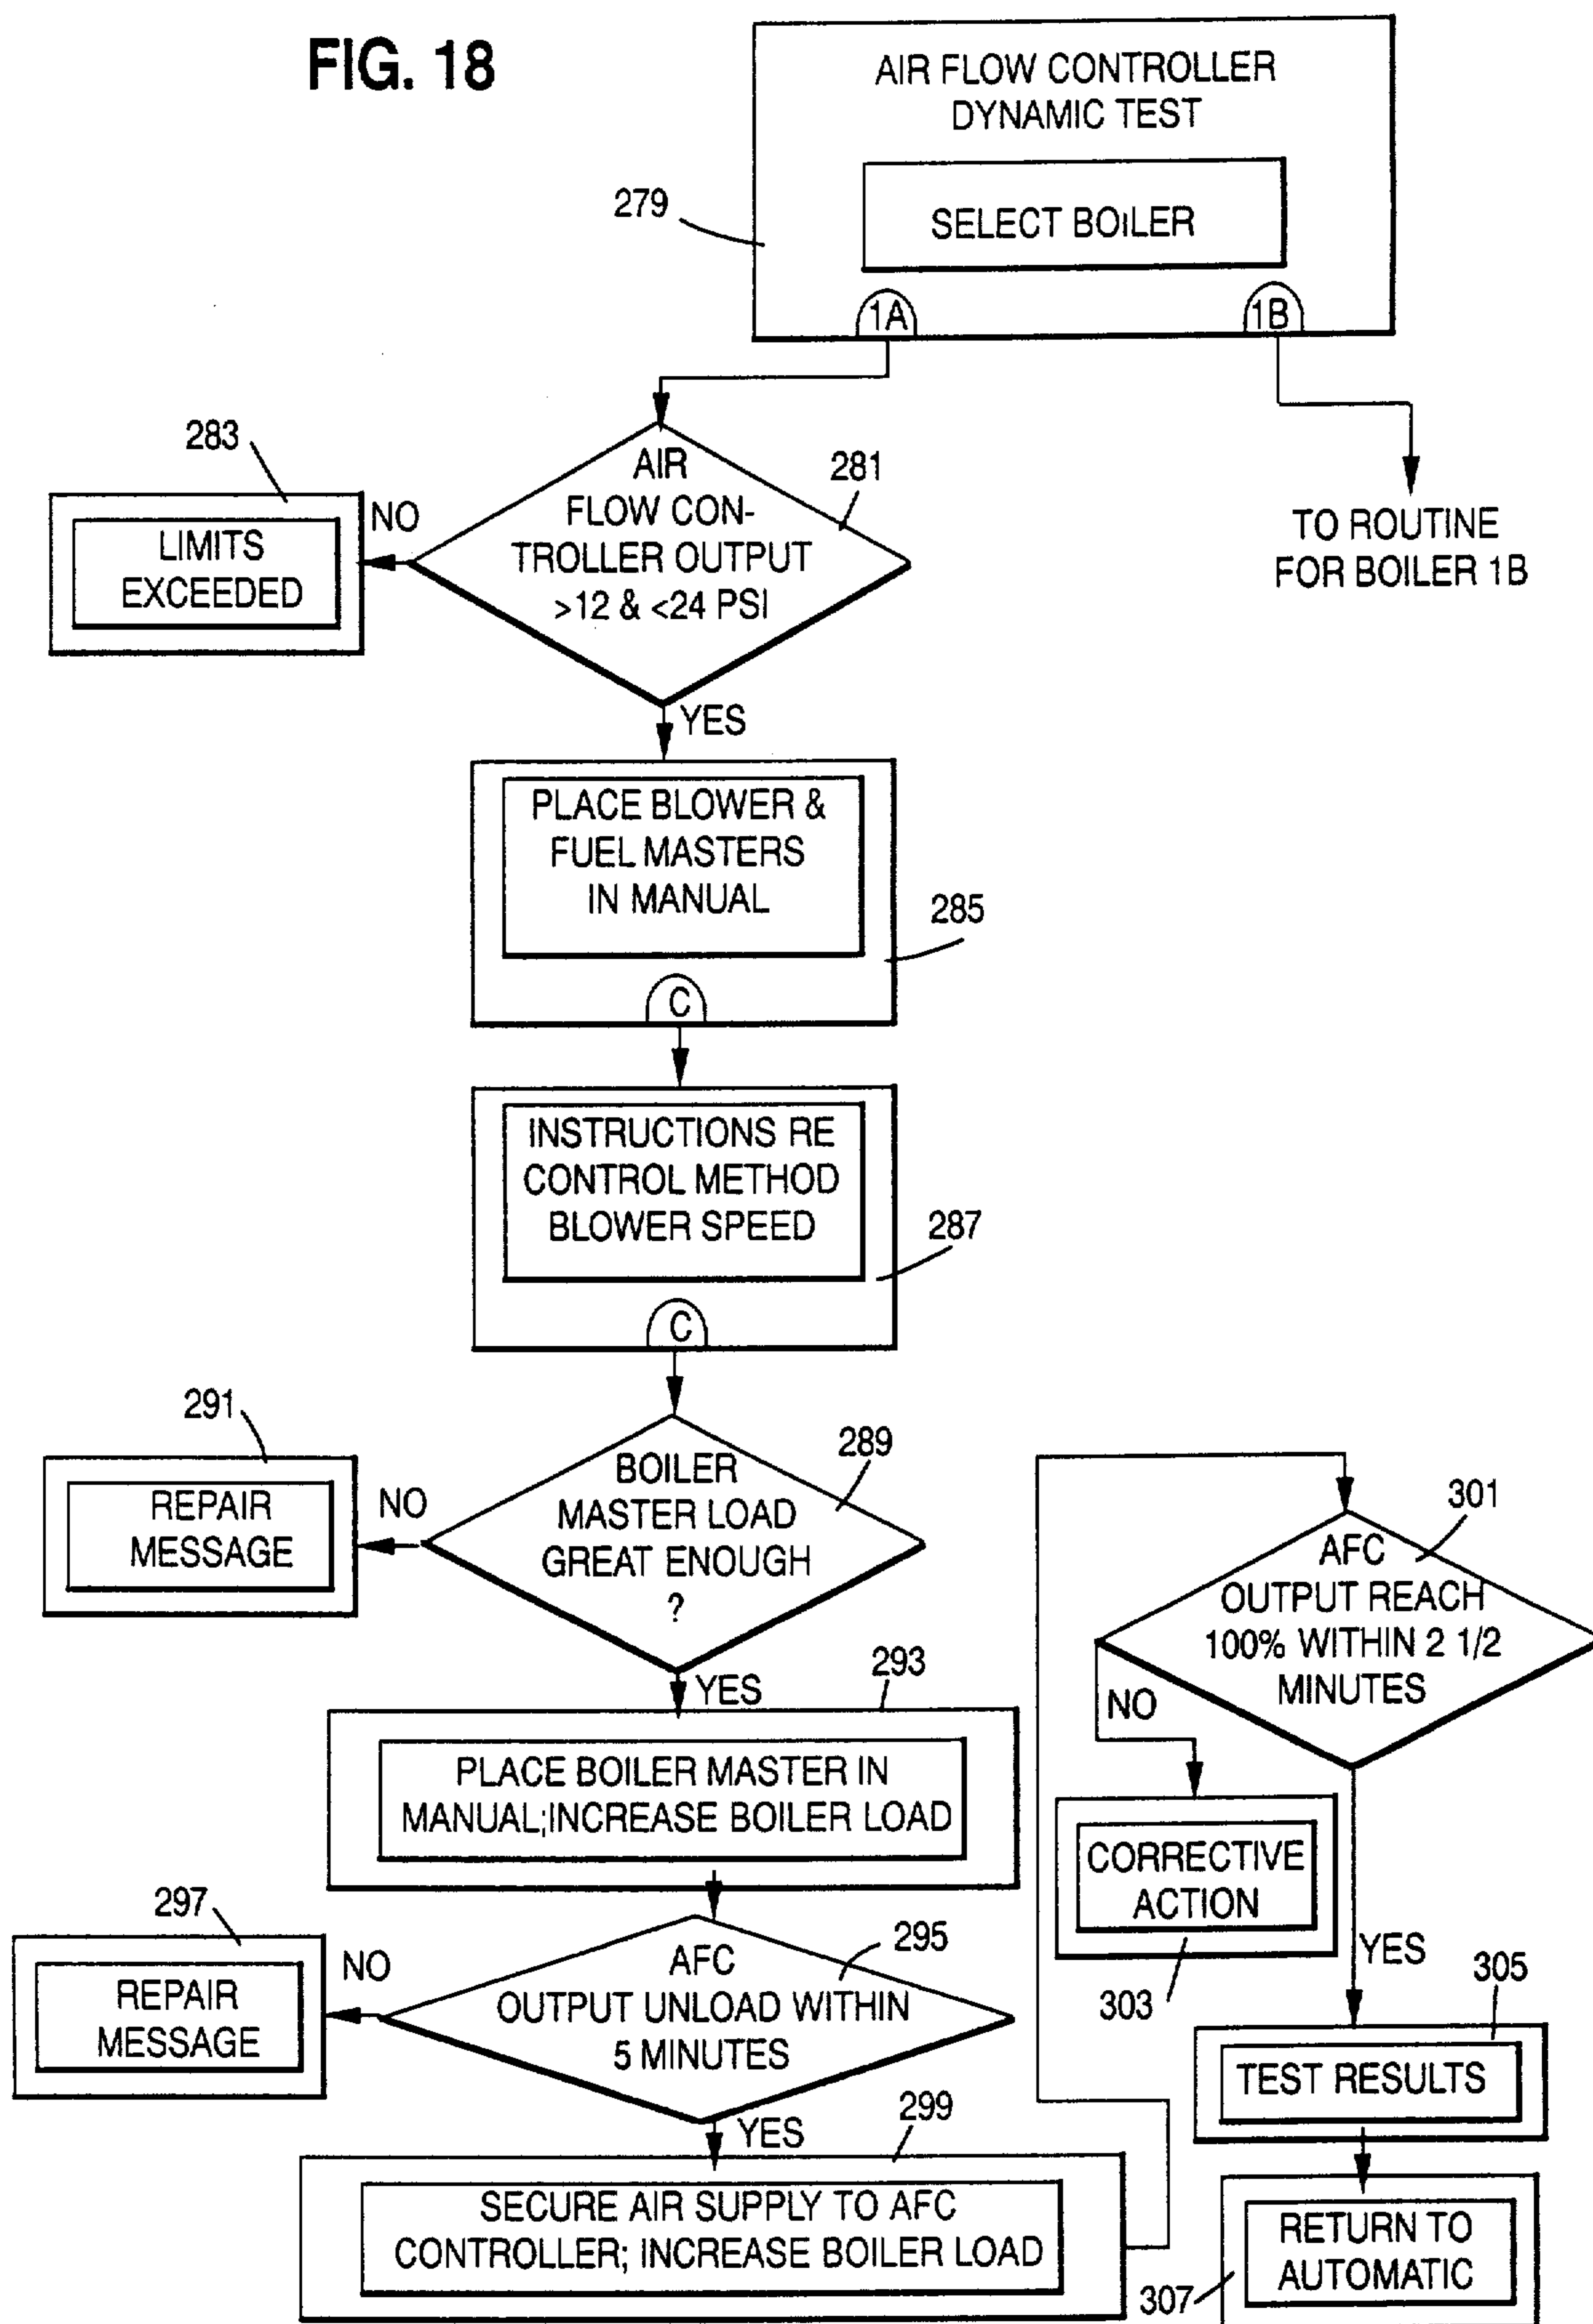 FIG. 18
AIR FLOW CONTROLLER
DYNAMIC TEST
279
SELECT BOILER
1A
1B
283
281
NO
LIMITS
EXCEEDED
AIR
FLOW CON-
TROLLER OUTPUT
>12 & <24 PSI
TO ROUTINE
FOR BOILER 1B
YES
PLACE BLOWER &
FUEL MASTERS
IN MANUAL
285
C
INSTRUCTIONS RE
CONTROL METHOD
BLOWER SPEED
287
C
291
289
REPAIR
MESSAGE
NO
BOILER
MASTER LOAD
GREAT ENOUGH
?
YES
293
PLACE BOILER MASTER IN
MANUAL;INCREASE BOILER LOAD
297
295
REPAIR
MESSAGE
NO
AFC
OUTPUT UNLOAD WITHIN
5 MINUTES
YES
299
SECURE AIR SUPPLY TO AFC
CONTROLLER; INCREASE BOILER LOAD
301
AFC
OUTPUT REACH
100% WITHIN 2 1/2
MINUTES
NO
CORRECTIVE
ACTION
303
YES
305
TEST RESULTS
RETURN TO
AUTOMATIC
307